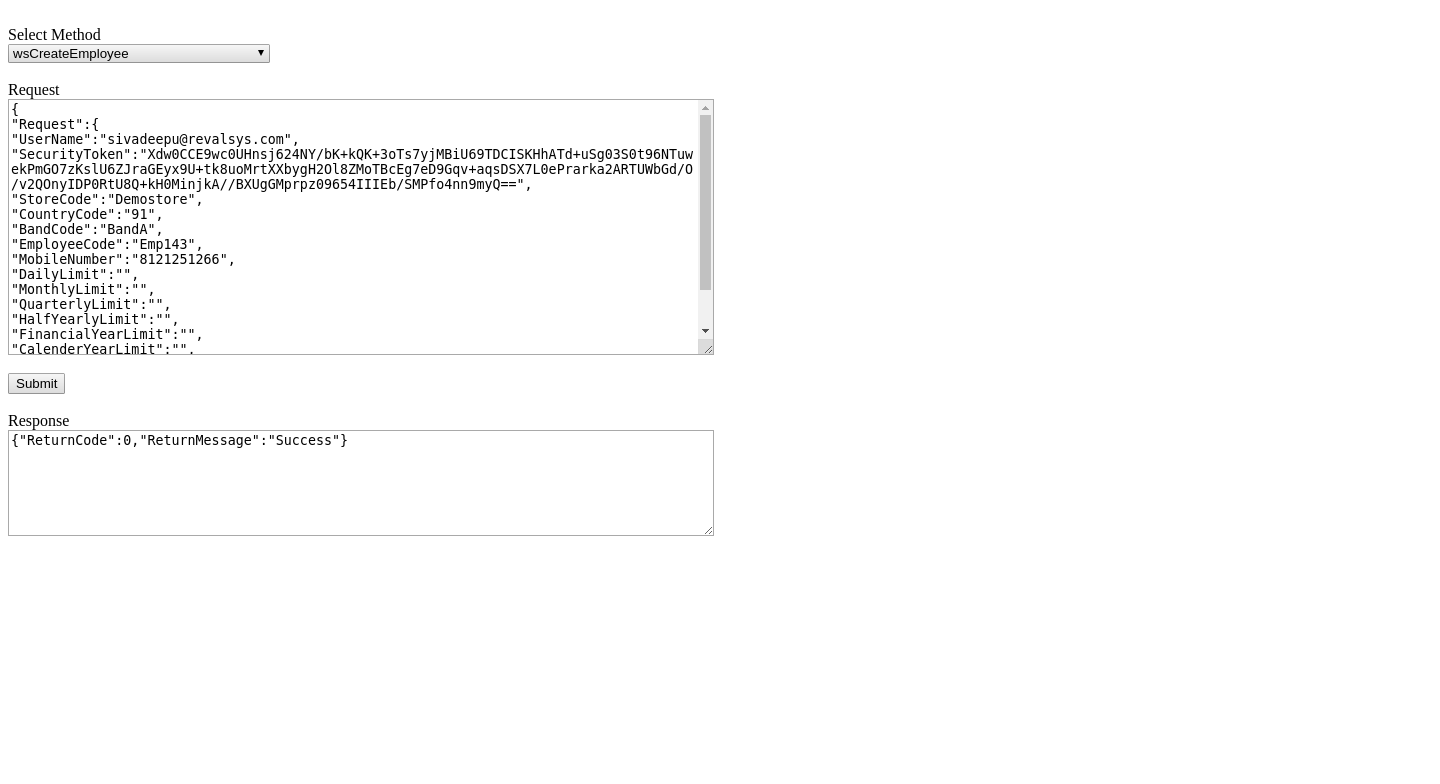 Select Method
wsCreateEmployee
Request
{
"Request":{
"UserName":"sivadeepu@revalsys.com",
"SecurityToken":"Xdw0CCE9wc0UHnsj624NY/bK+kQK+3oTs7yjMBiU69TDCISKHhATd+uSg03S0t96NTuw
ekPmGO7zKslU6ZJraGEyx9U+tk8uoMrtXXbygH2Ol8ZMoTBcEg7eD9Gqv+aqsDSX7L0ePrarka2ARTUWbGd/O
/v2QOnyIDP0RtU8Q+kH0MinjkA//BXUgGMprpz09654IIIEb/SMPfo4nn9myQ==",
"StoreCode":"Demostore",
"CountryCode":"91",
"BandCode":"BandA",
"EmployeeCode":"Emp143",
"MobileNumber":"8121251266",
"DailyLimit":"",
"MonthlyLimit":"",
"QuarterlyLimit":"",
"HalfYearlyLimit":"",
"FinancialYearLimit":"",
"CalenderYearLimit":"",
Submit
Response
{"ReturnCode":0,"ReturnMessage":"Success"}